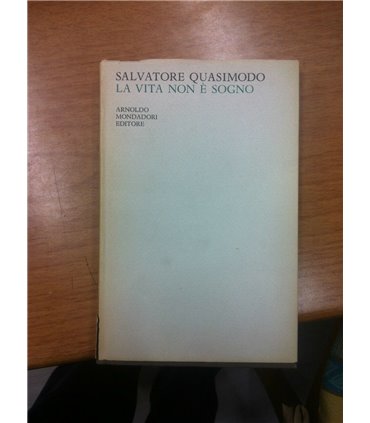 SALVATORE QUASIMODO
LA VITA NON È SOGNO
ARNOLDO
MONDADORI
EDITORE